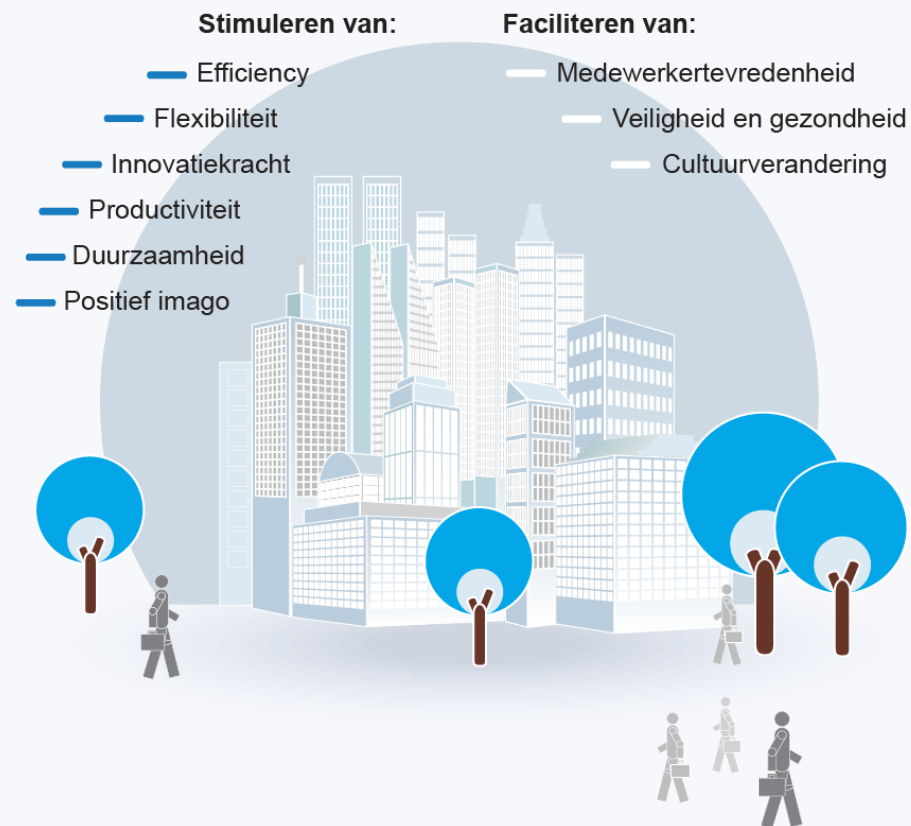 Stimuleren van:
Efficiency
Flexibiliteit
Innovatiekracht
Productiviteit
Duurzaamheid
Positief imago
Faciliteren van:
Medewerkertevredenheid
Veiligheid en gezondheid
Cultuurverandering